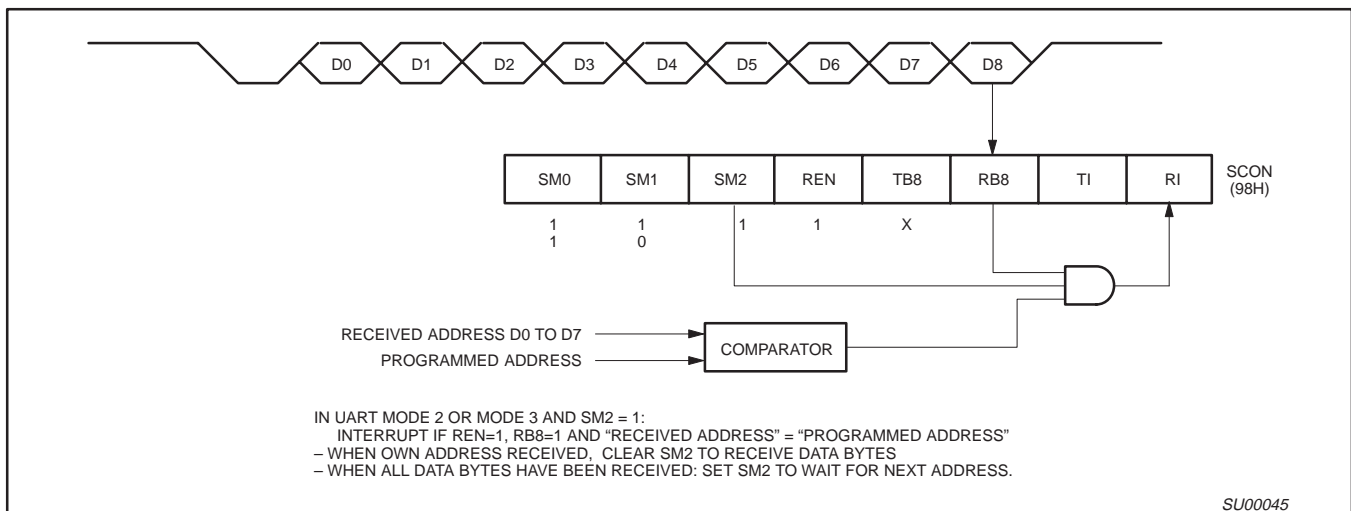 D0 D1 D2 D3 D4 D5 D6 D7 D8
SM0 SM1 SM2 REN TB8 RB8 TI RI
SCON
(98H)
1 1 1 1 X
1 0
RECEIVED ADDRESS D0 TO D7
PROGRAMMED ADDRESS
COMPARATOR
IN UART MODE 2 OR MODE 3 AND SM2 = 1:
INTERRUPT IF REN=1, RB8=1 AND “RECEIVED ADDRESS” = “PROGRAMMED ADDRESS”
– WHEN OWN ADDRESS RECEIVED, CLEAR SM2 TO RECEIVE DATA BYTES
– WHEN ALL DATA BYTES HAVE BEEN RECEIVED: SET SM2 TO WAIT FOR NEXT ADDRESS.
SU00045